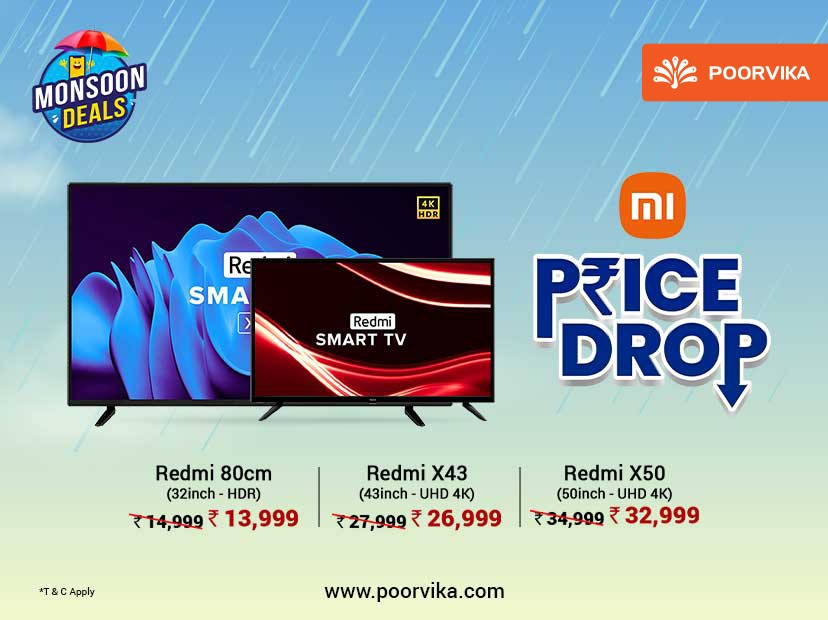 MONSOON
DEALS
POORVIKA
4K
HDR
Redmi
SMART TV
mi
P₹ICE
DROP
Redmi 80cm
(32inch - HDR)
₹ 14,999 ₹ 13,999
Redmi X43
(43inch - UHD 4K)
₹ 27,999 ₹ 26,999
Redmi X50
(50inch - UHD 4K)
₹ 34,999 ₹ 32,999
*T & C Apply
www.poorvika.com